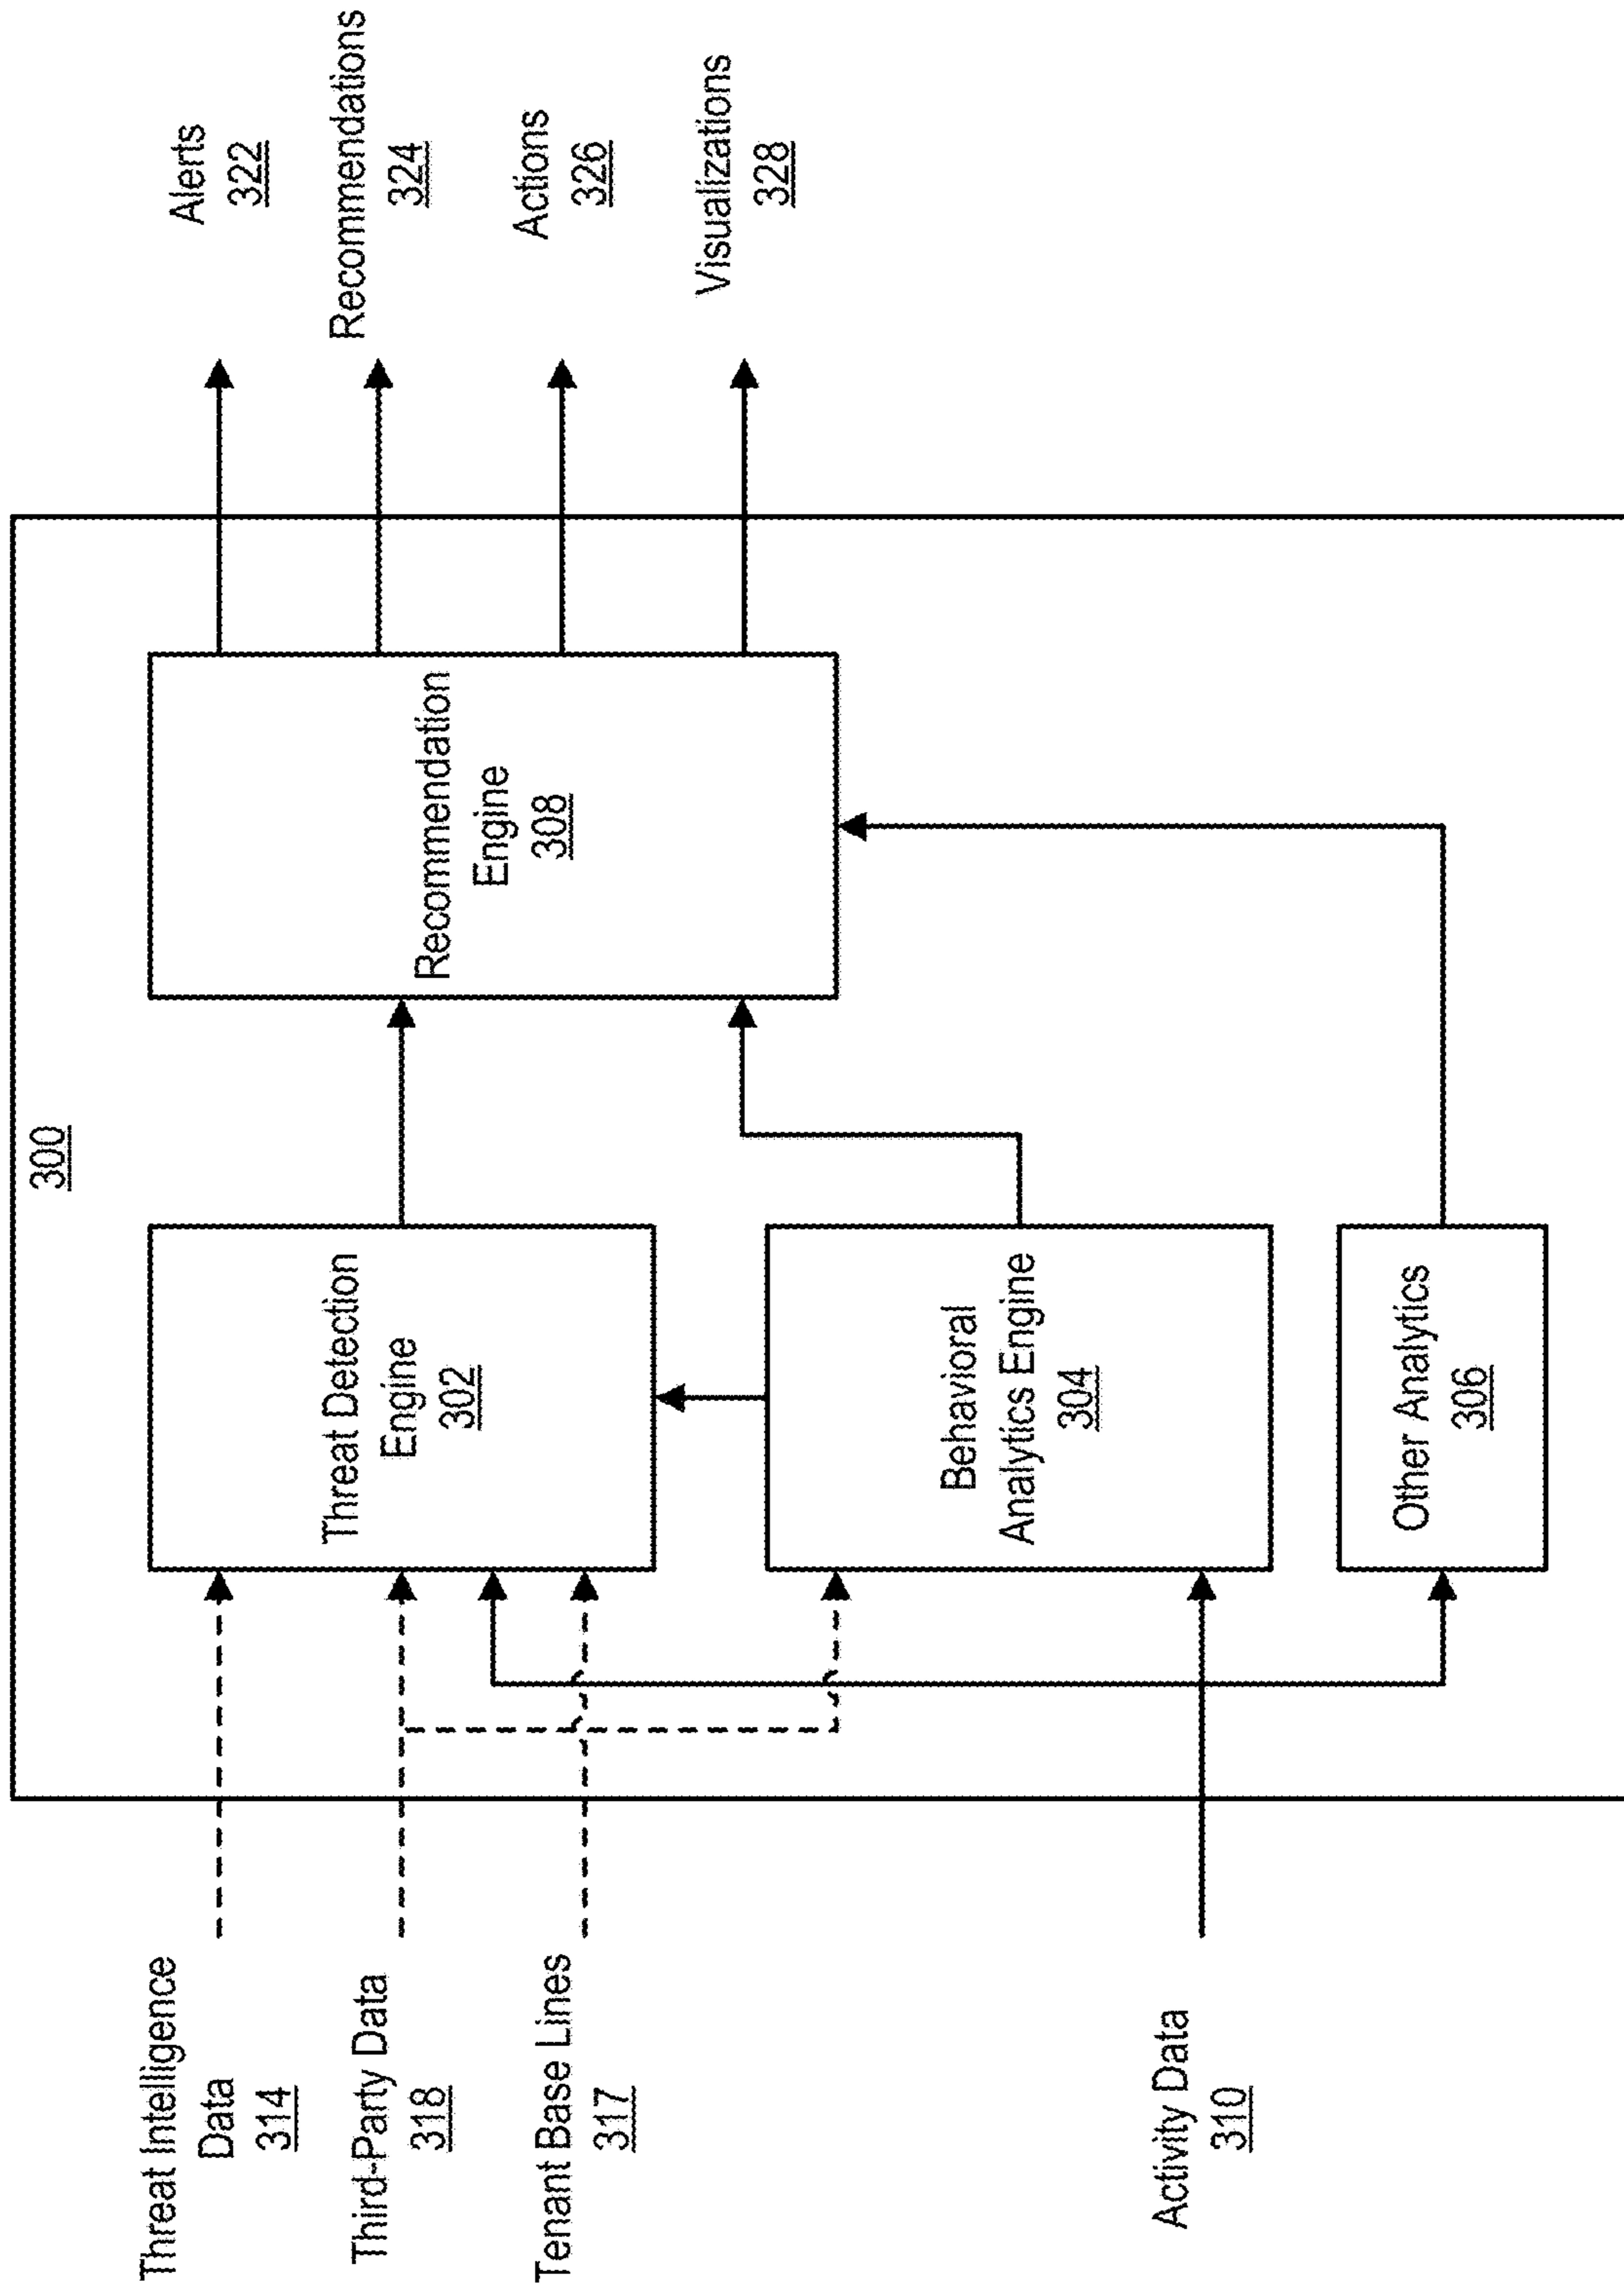 300
Threat Intelligence
Data
314
Third-Party Data
318
Tenant Base Lines
317
Activity Data
310
Threat Detection
Engine
302
Behavioral
Analytics Engine
304
Other Analytics
306
Recommendation
Engine
308
Alerts
322
Recommendations
324
Actions
326
Visualizations
328